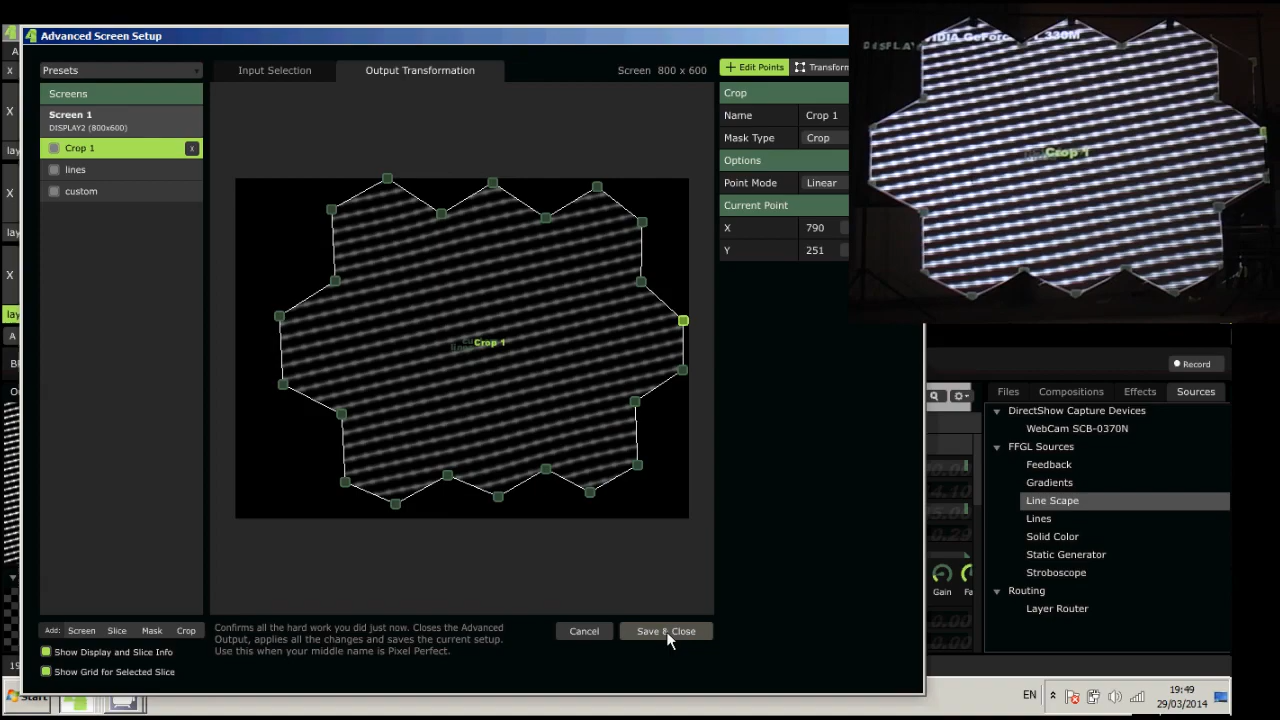 Advanced Screen Setup
Presets
Input Selection
Output Transformation
Screen 800 x 600
Screens
Screen 1
DISPLAY2 (800x600)
Crop 1
x
lines
custom
Crop 1
Edit Points
Transform
Crop
Name Crop 1
Mask Type Crop
Options
Point Mode Linear
Current Point
X 790
Y 251
Add: Screen Slice Mask Crop
Show Display and Slice Info
Show Grid for Selected Slice
Confirms all the hard work you did just now. Closes the Advanced
Output, applies all the changes and saves the current setup.
Use this when your middle name is Pixel Perfect.
Cancel
Save & Close
Crop 1
Record
Files Compositions Effects Sources
DirectShow Capture Devices
WebCam SCB-0370N
FFGL Sources
Feedback
Gradients
Line Scape
Lines
Solid Color
Static Generator
Stroboscope
Routing
Layer Router
Gain
Start
EN
19:49
29/03/2014